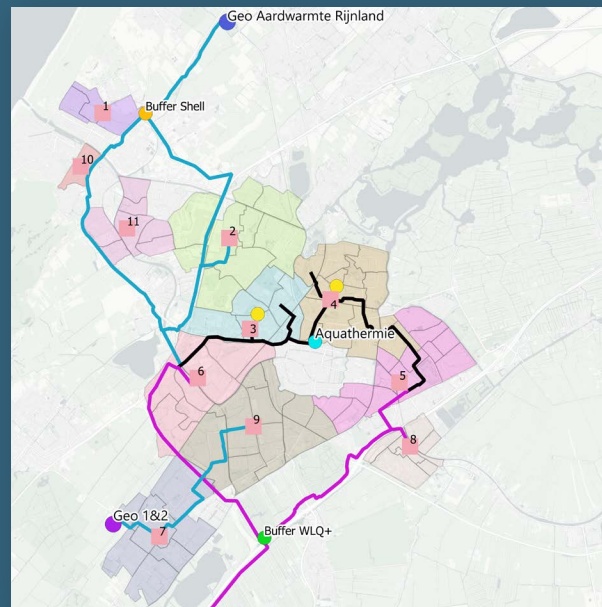 Geo Aardwarmte Rijnland
1
Buffer Shell
10
11
2
4
3
Aquathermie
6
5
9
8
Geo 1&2
7
Buffer WLQ+